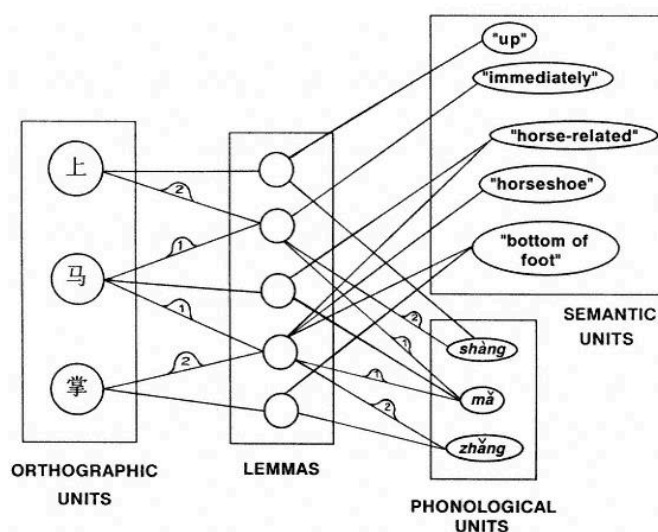 上
马
掌
2
1
1
2
ORTHOGRAPHIC
UNITS
LEMMAS
"up"
"immediately"
"horse-related"
"horseshoe"
"bottom of
foot"
SEMANTIC
UNITS
2
1
1
2
shàng
mǎ
zhǎng
PHONOLOGICAL
UNITS